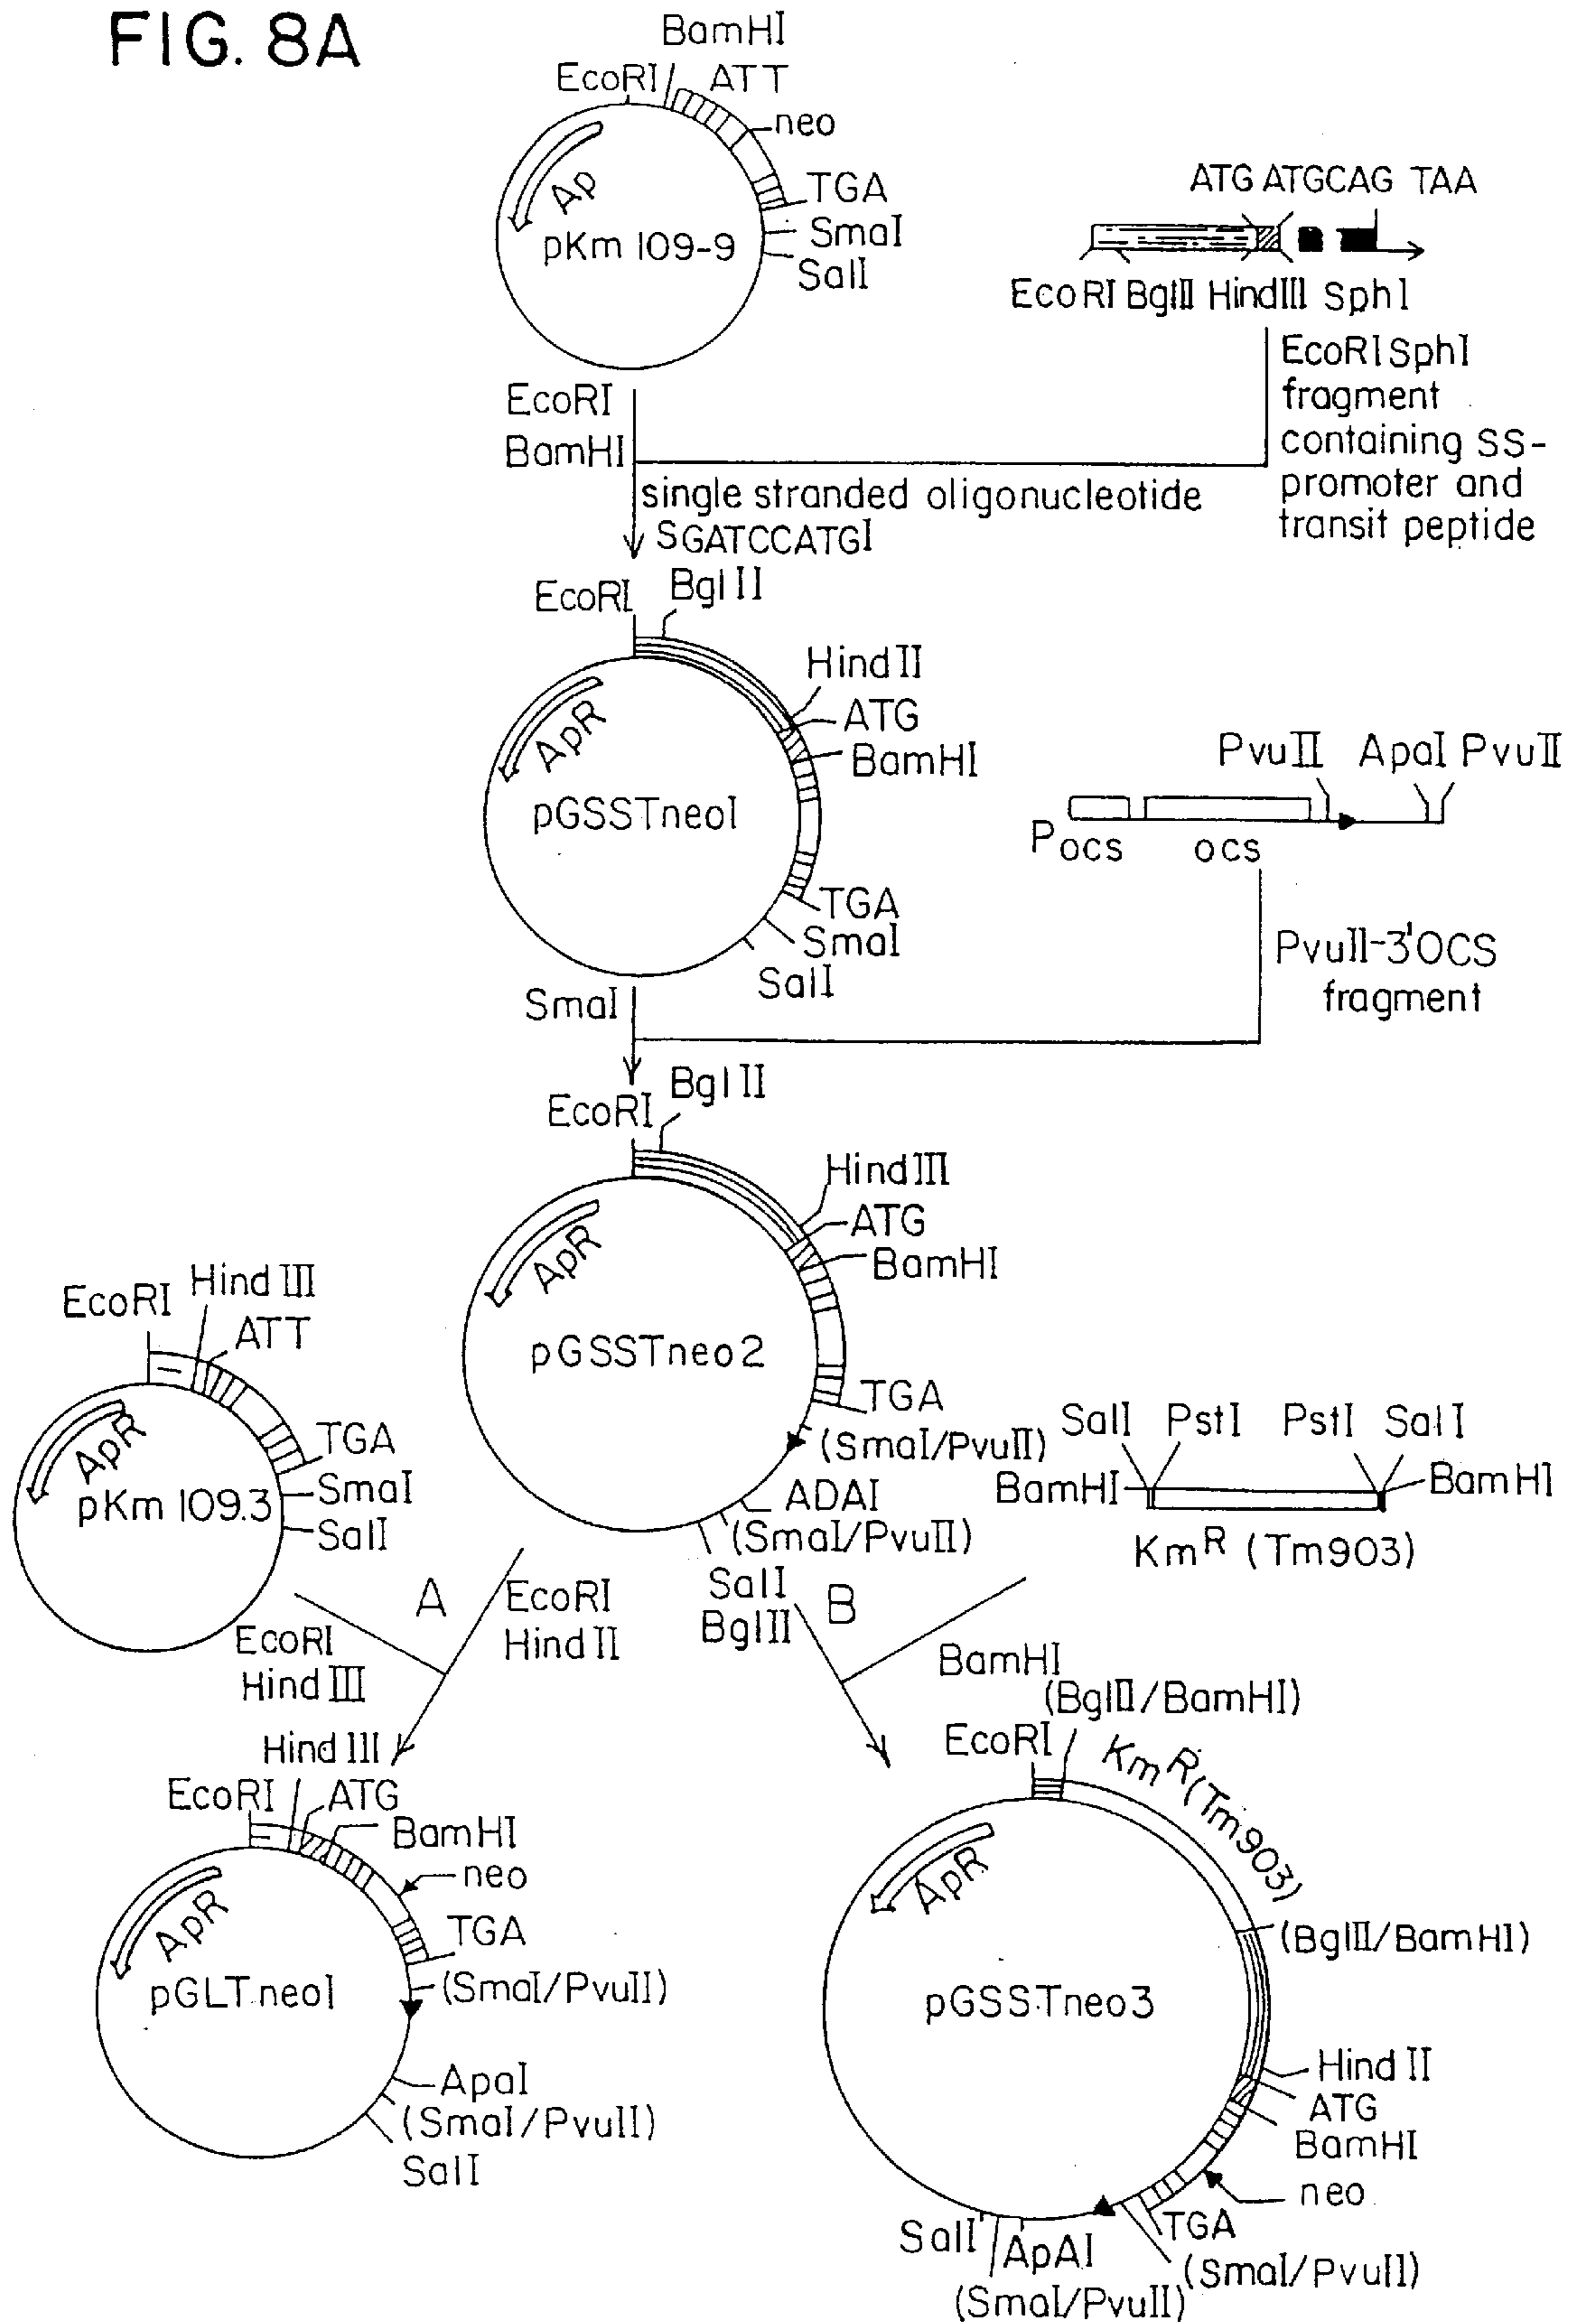 FIG. 8A
BamHI
EcoRI
ATT
neo
Ap
TGA
pKm 109-9
SmaI
SalI
ATG ATGCAG TAA
EcoRI BglII HindIII SphI
EcoRI
BamHI
EcoRI SphI
fragment
containing SS-
promoter and
transit peptide
single stranded oligonucleotide
SGATCCATGI
EcoRI
BglII
HindII
ATG
BamHI
ApR
pGSSTneo1
TGA
SmaI
SalI
PvuII ApaI PvuII
Pocs ocs
PvuII-3'OCS
fragment
SmaI
EcoRI
BglII
HindIII
ATG
BamHI
ApR
pGSSTneo2
TGA
(SmaI/PvuII)
ADAI
(SmaI/PvuII)
SalI
BglII
EcoRI
Hind III
ATT
ApR
TGA
pKm 109.3
SmaI
SalI
SalI PstI PstI SalI
BamHI
BamHI
KmR (Tm903)
A
EcoRI
Hind II
EcoRI
Hind III
B
BamHI
Hind III
EcoRI
ATG
BamHI
neo
ApR
TGA
pGLTneo1
(SmaI/PvuII)
ApaI
(SmaI/PvuII)
SalI
(BglII/BamHI)
EcoRI
KmR(Tm903)
ApR
(BglII/BamHI)
pGSSTneo3
Hind II
ATG
BamHI
neo
TGA
(SmaI/PvuII)
SalI
ApAI
(SmaI/PvuII)